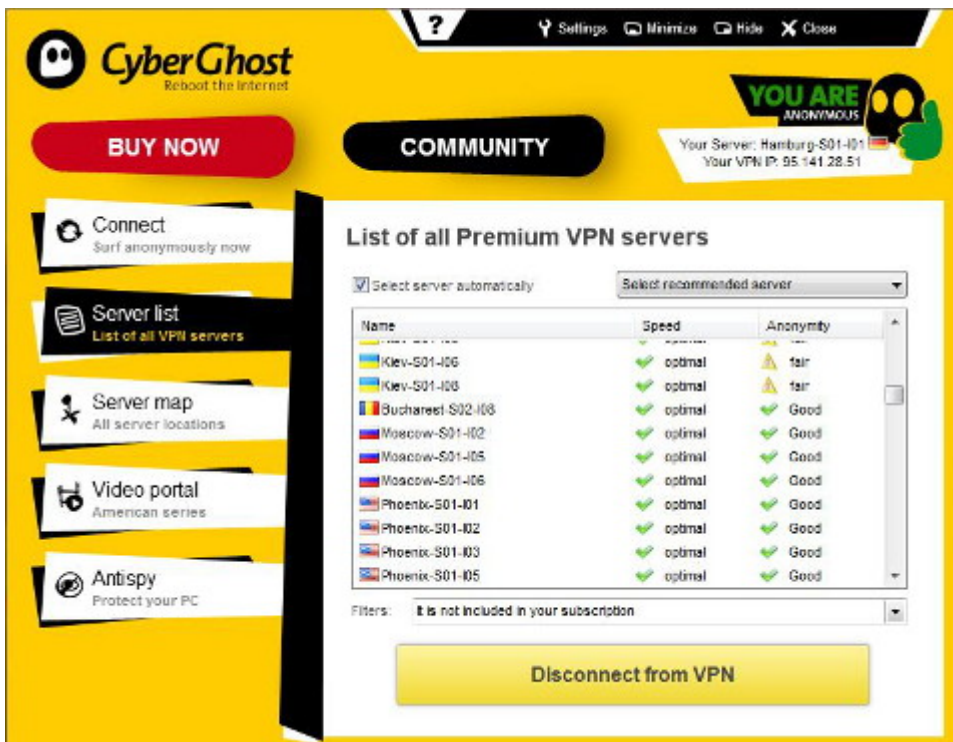 ?
Settings Minimize Hide Close
CyberGhost
Reboot the Internet
YOU ARE
ANONYMOUS
BUY NOW
COMMUNITY
Your Server: Hamburg-S01-I01
Your VPN IP: 95.141.28.51
Connect
Surf anonymously now
Server list
List of all VPN servers
Server map
All server locations
Video portal
American series
Antispy
Protect your PC
List of all Premium VPN servers
Select server automatically Select recommended server
Name Speed Anonymity
Kiev-S01-I06 optimal fair
Kiev-S01-I08 optimal fair
Bucharest-S02-I08 optimal Good
Moscow-S01-I02 optimal Good
Moscow-S01-I05 optimal Good
Moscow-S01-I06 optimal Good
Phoenix-S01-I01 optimal Good
Phoenix-S01-I02 optimal Good
Phoenix-S01-I03 optimal Good
Phoenix-S01-I05 optimal Good
Filters: It is not included in your subscription
Disconnect from VPN